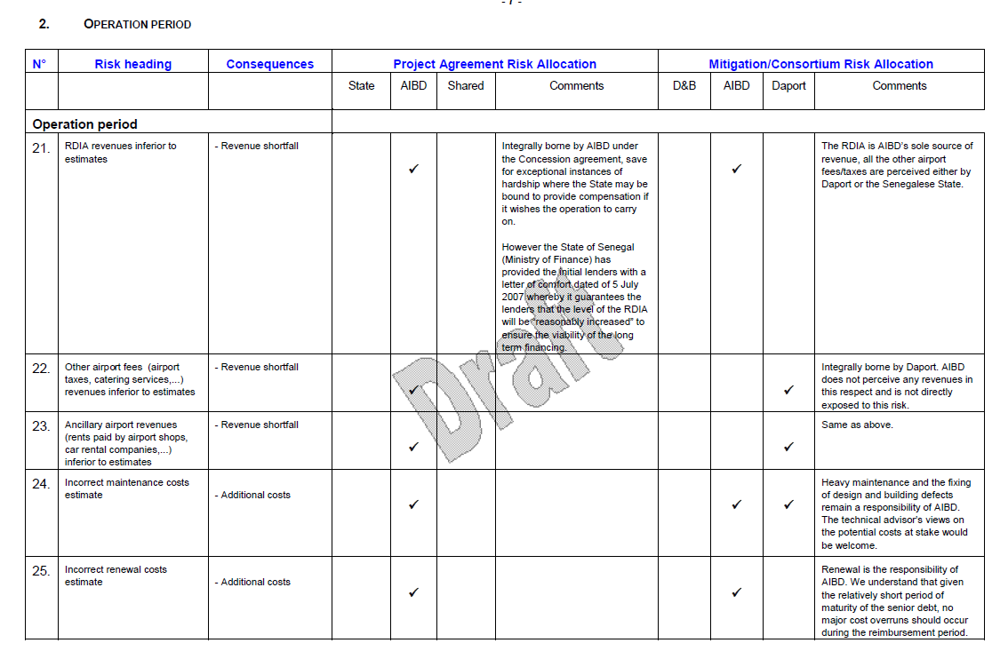 - 7 -
2. OPERATION PERIOD
N° Risk heading Consequences Project Agreement Risk Allocation Mitigation/Consortium Risk Allocation
State AIBD Shared Comments D&B AIBD Daport Comments
Operation period
21. RDIA revenues inferior to
estimates
- Revenue shortfall
✓
Integrally borne by AIBD under
the Concession agreement, save
for exceptional instances of
hardship where the State may be
bound to provide compensation if
it wishes the operation to carry
on.
However the State of Senegal
(Ministry of Finance) has
provided the initial lenders with a
letter of comfort dated of 5 July
2007 whereby it guarantees the
lenders that the level of the RDIA
will be "reasonably increased" to
ensure the viability of the long
term financing.
✓
The RDIA is AIBD's sole source of
revenue, all the other airport
fees/taxes are perceived either by
Daport or the Senegalese State.
22. Other airport fees (airport
taxes, catering services,...)
revenues inferior to estimates
- Revenue shortfall
✓
✓
Integrally borne by Daport. AIBD
does not perceive any revenues in
this respect and is not directly
exposed to this risk.
23. Ancillary airport revenues
(rents paid by airport shops,
car rental companies,...)
inferior to estimates
- Revenue shortfall
✓
✓
Same as above.
24. Incorrect maintenance costs
estimate
- Additional costs
✓
✓ ✓
Heavy maintenance and the fixing
of design and building defects
remain a responsibility of AIBD.
The technical advisor's views on
the potential costs at stake would
be welcome.
25. Incorrect renewal costs
estimate
- Additional costs
✓
✓
Renewal is the responsibility of
AIBD. We understand that given
the relatively short period of
maturity of the senior debt, no
major cost overruns should occur
during the reimbursement period.
Draft